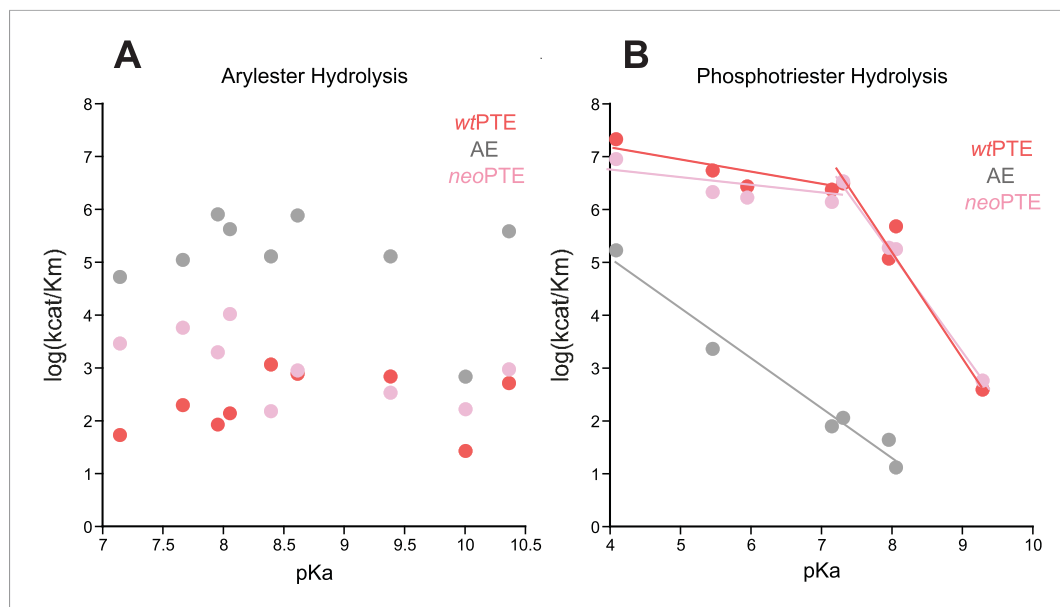 A
Arylester Hydrolysis
wtPTE
AE
neoPTE
8
7
6
5
4
3
2
1
0
log(kcat/Km)
7
7.5
8
8.5
9
9.5
10
10.5
pKa
B
Phosphotriester Hydrolysis
wtPTE
AE
neoPTE
8
7
6
5
4
3
2
1
0
log(kcat/Km)
4
5
6
7
8
9
10
pKa